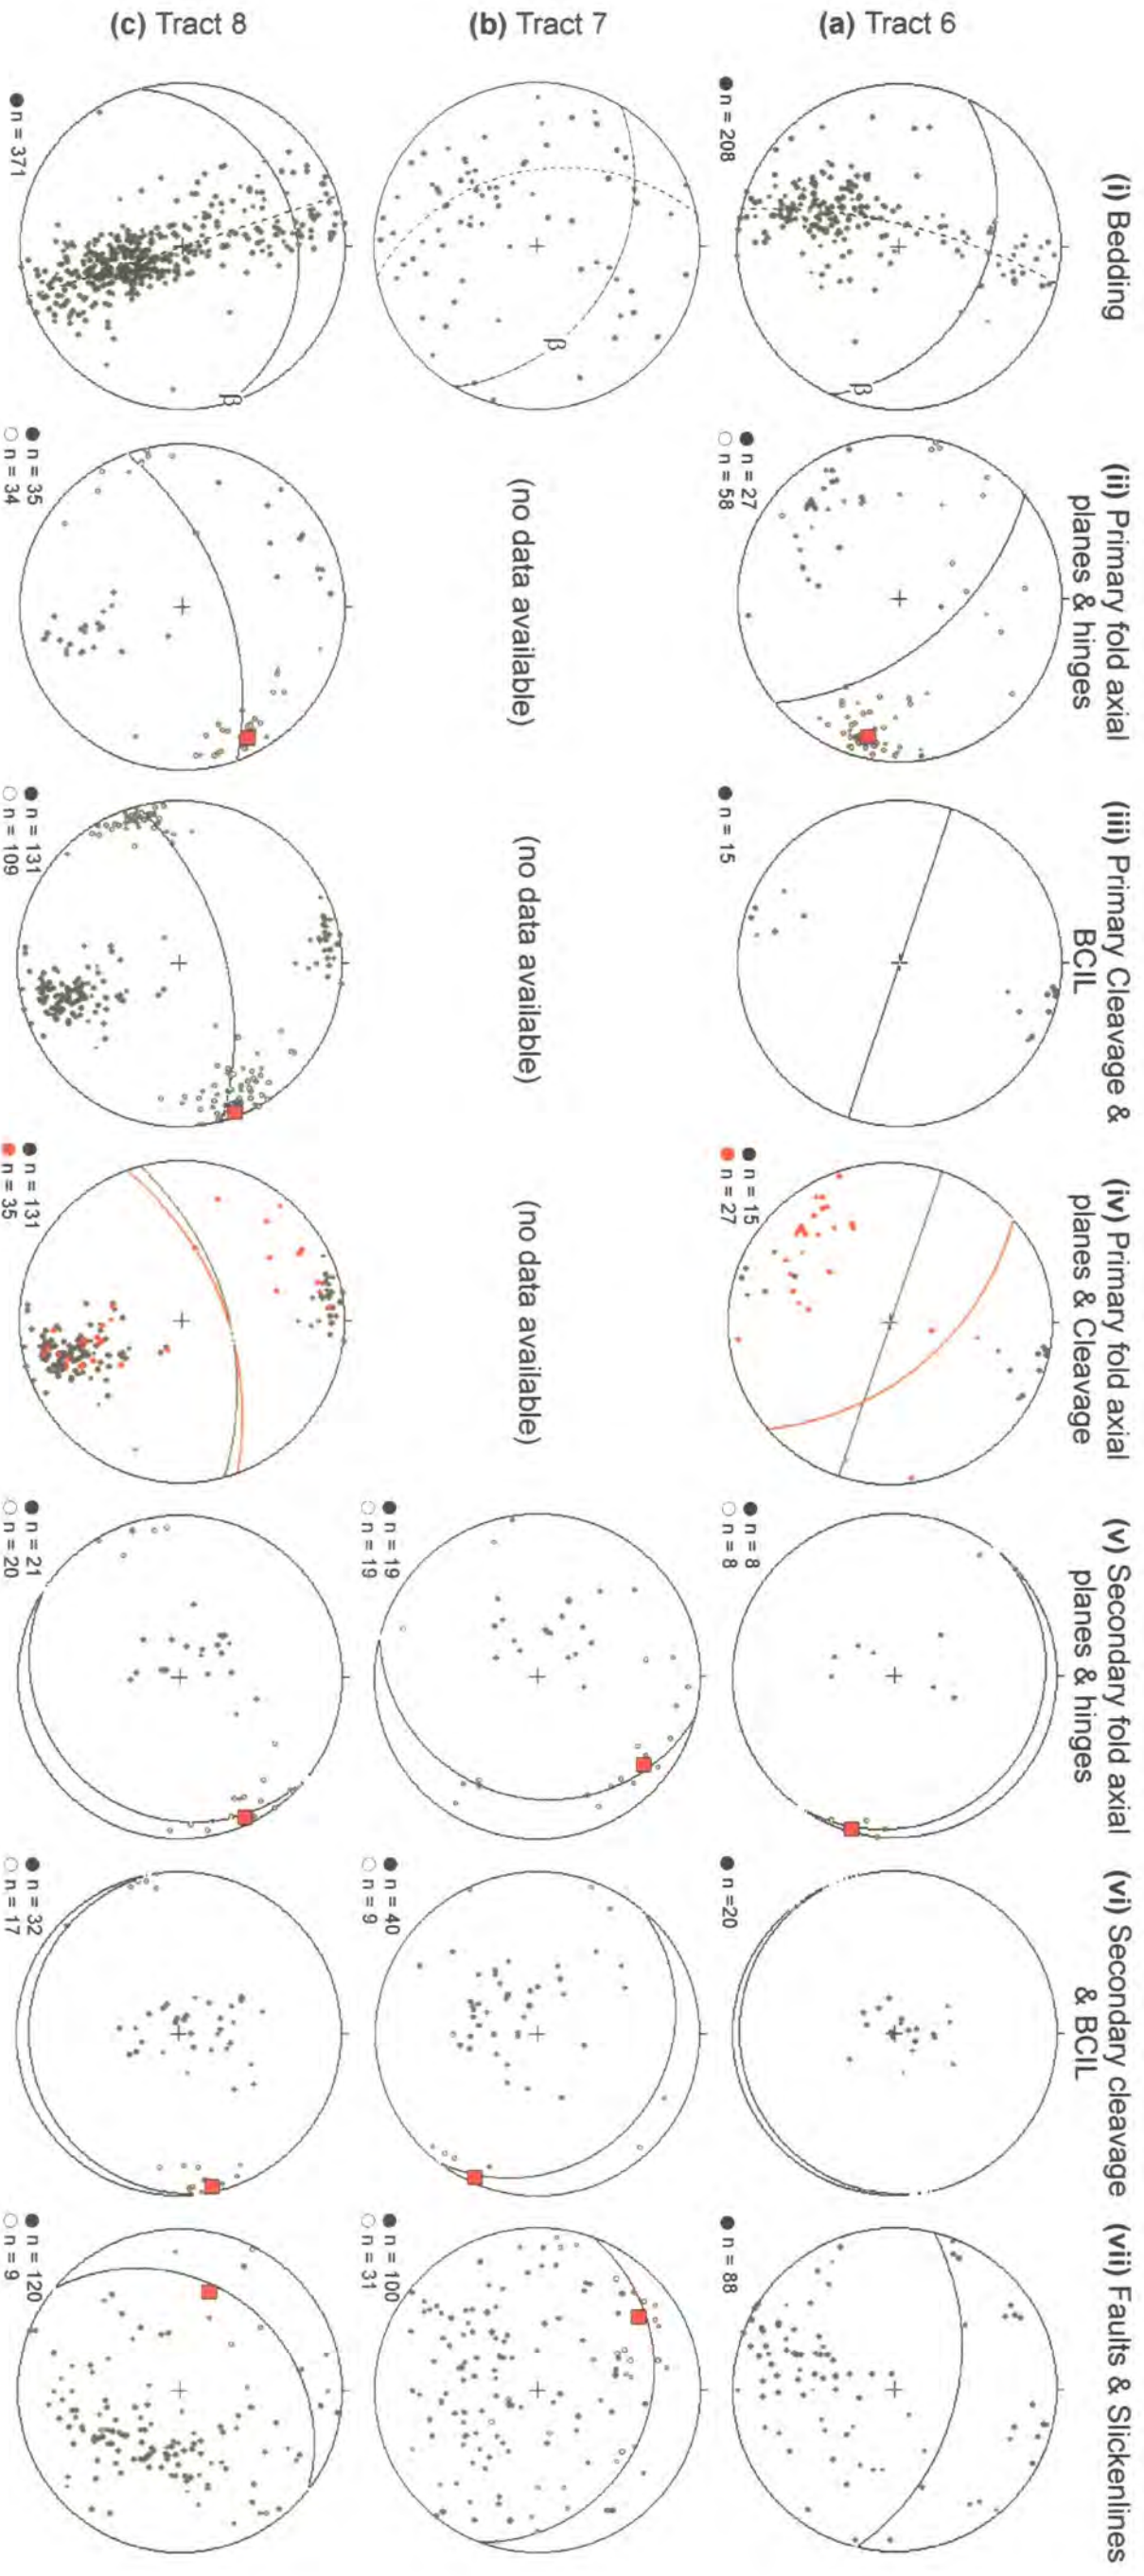 (i) Bedding
(ii) Primary fold axial
planes & hinges
(iii) Primary Cleavage &
BCIL
(iv) Primary fold axial
planes & Cleavage
(v) Secondary fold axial
planes & hinges
(vi) Secondary cleavage
& BCIL
(vii) Faults & Slickenlines
(a) Tract 6
β
n = 208
n = 27
n = 58
n = 15
n = 15
n = 27
n = 8
n = 8
n =20
n = 88
(b) Tract 7
β
(no data available)
(no data available)
(no data available)
n = 19
n = 19
n = 40
n = 9
n = 100
n = 31
(c) Tract 8
β
n = 371
n = 35
n = 34
n = 131
n = 109
n = 131
n = 35
n = 21
n = 20
n = 32
n = 17
n = 120
n = 9